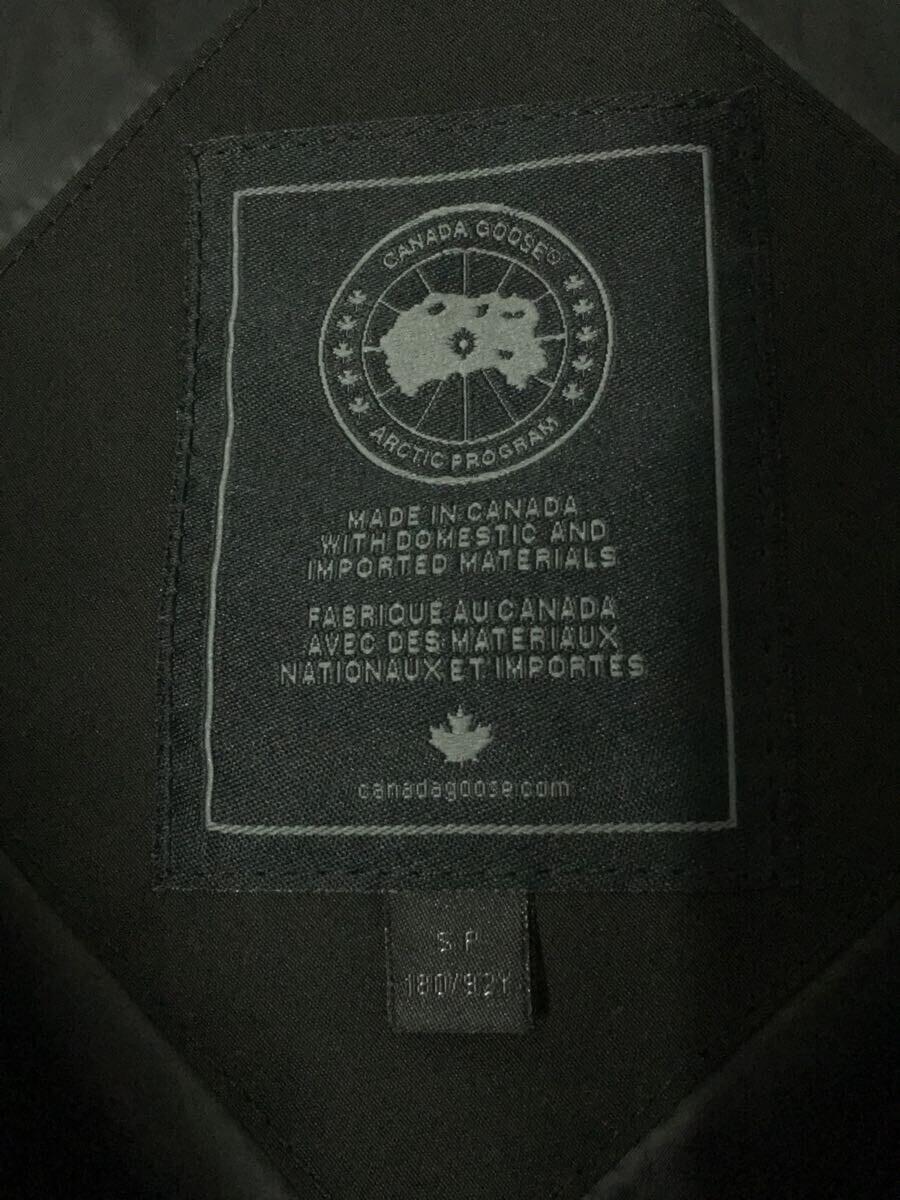 CANADA GOOSE®
ARCTIC PROGRAM
MADE IN CANADA
WITH DOMESTIC AND
IMPORTED MATERIALS
FABRIQUÉ AU CANADA
AVEC DES MATERIAUX
NATIONAUX ET IMPORTES
canadagoose.com
S P
180/92Y